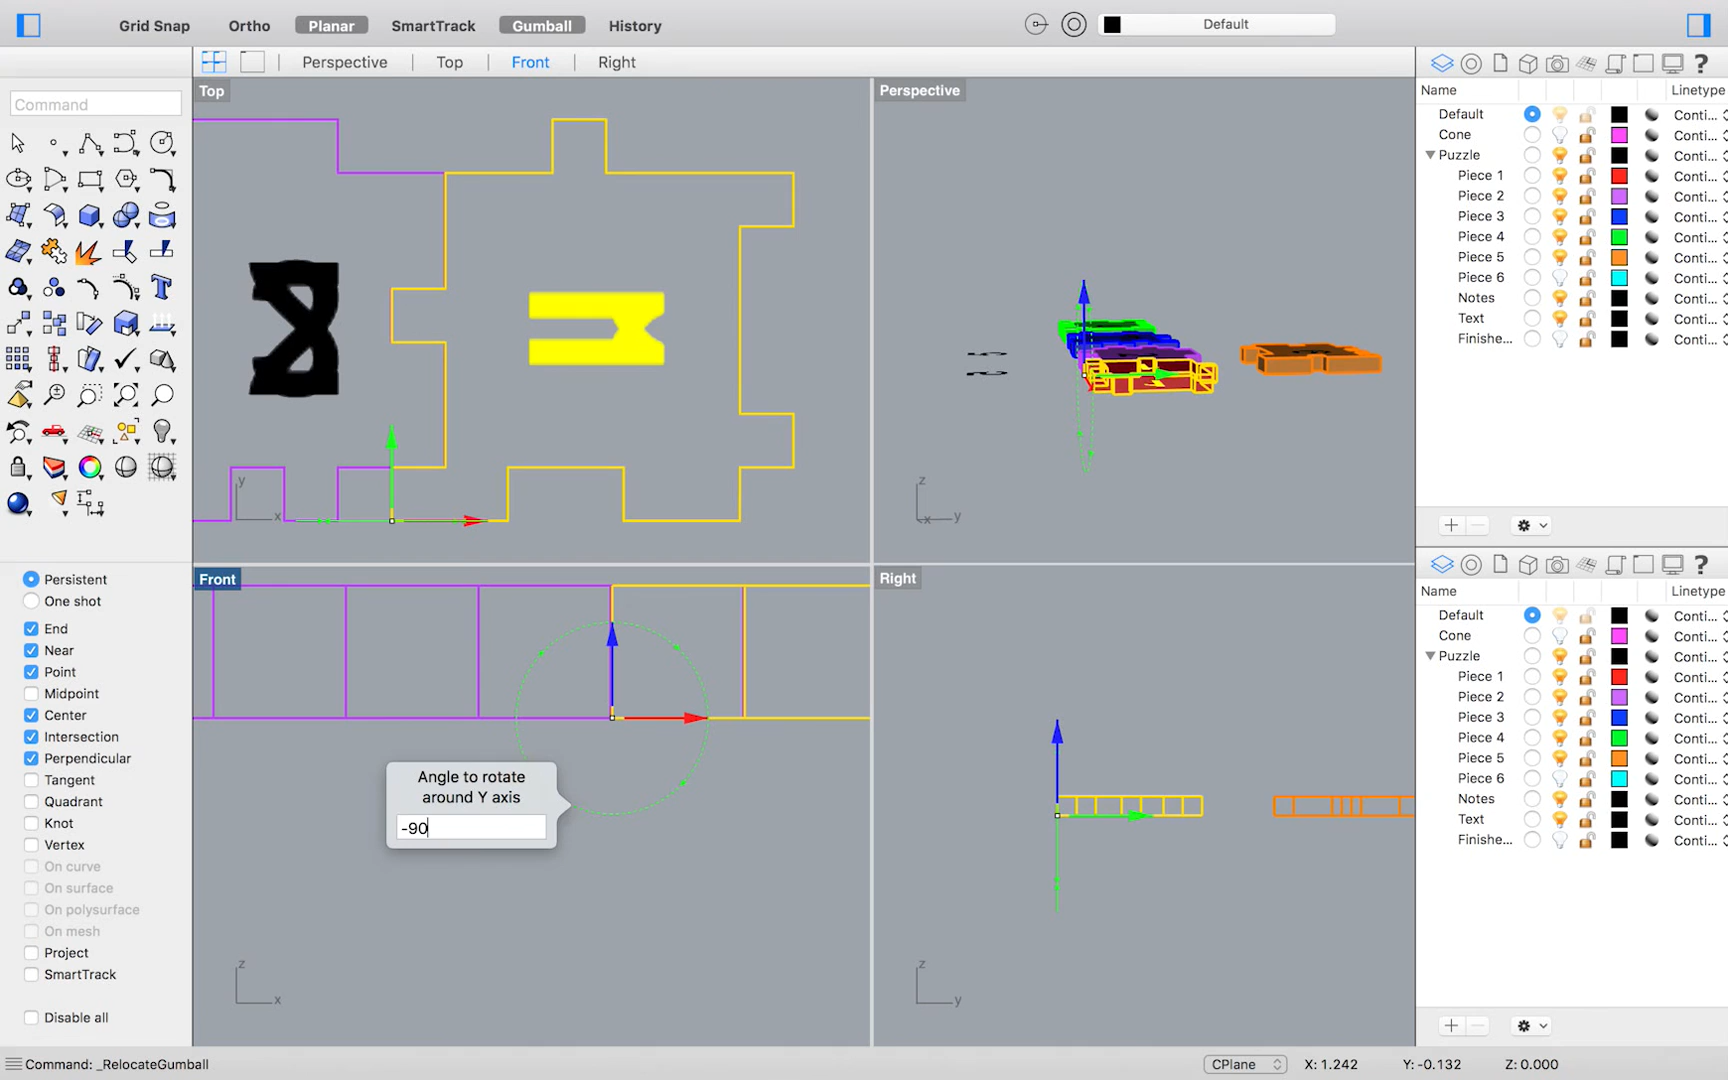 Grid Snap Ortho Planar SmartTrack Gumball History Default
Perspective Top Front Right
Command
Top
y
x
Perspective
z
x y
Front
z
x
Angle to rotate
around Y axis
-90
Right
z
y
Persistent
One shot
End
Near
Point
Midpoint
Center
Intersection
Perpendicular
Tangent
Quadrant
Knot
Vertex
On curve
On surface
On polysurface
On mesh
Project
SmartTrack
Disable all
Name Linetype
Default Conti...
Cone Conti...
Puzzle Conti...
Piece 1 Conti...
Piece 2 Conti...
Piece 3 Conti...
Piece 4 Conti...
Piece 5 Conti...
Piece 6 Conti...
Notes Conti...
Text Conti...
Finishe... Conti...
Name Linetype
Default Conti...
Cone Conti...
Puzzle Conti...
Piece 1 Conti...
Piece 2 Conti...
Piece 3 Conti...
Piece 4 Conti...
Piece 5 Conti...
Piece 6 Conti...
Notes Conti...
Text Conti...
Finishe... Conti...
Command: _RelocateGumball CPlane X: 1.242 Y: -0.132 Z: 0.000